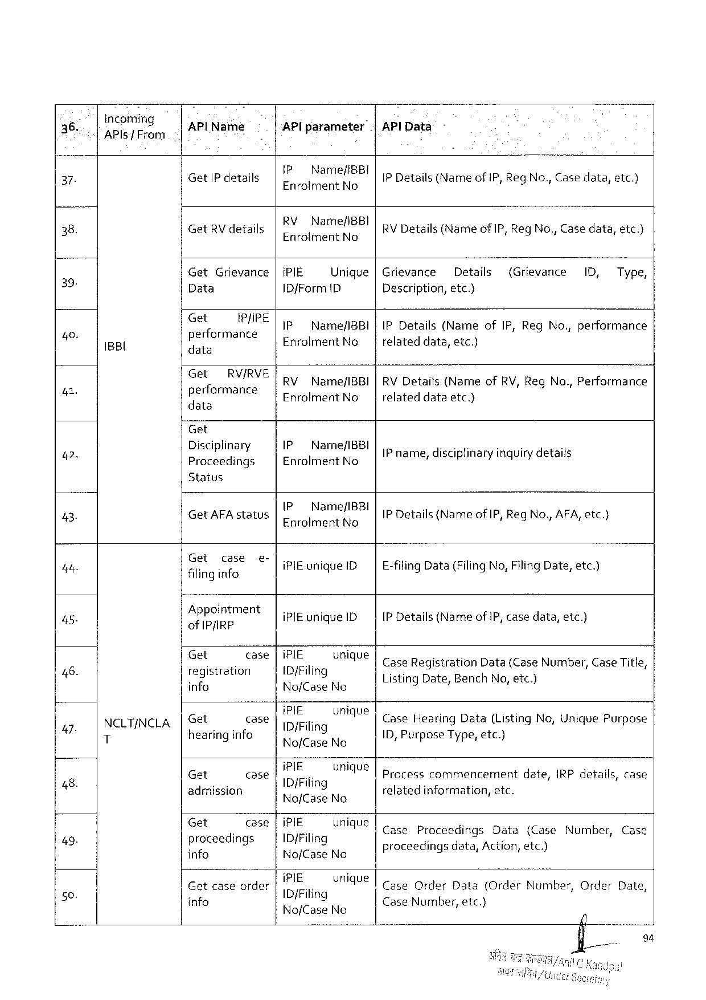 36. Incoming APIs / From API Name API parameter API Data
37. Get IP details IP Name/IBBI Enrolment No IP Details (Name of IP, Reg No., Case data, etc.)
38. Get RV details RV Name/IBBI Enrolment No RV Details (Name of IP, Reg No., Case data, etc.)
39. Get Grievance Data iPIE Unique ID/Form ID Grievance Details (Grievance ID, Type, Description, etc.)
IBBI
40. Get IP/IPE performance data IP Name/IBBI Enrolment No IP Details (Name of IP, Reg No., performance related data, etc.)
41. Get RV/RVE performance data RV Name/IBBI Enrolment No RV Details (Name of RV, Reg No., Performance related data etc.)
42. Get Disciplinary Proceedings Status IP Name/IBBI Enrolment No IP name, disciplinary inquiry details
43. Get AFA status IP Name/IBBI Enrolment No IP Details (Name of IP, Reg No., AFA, etc.)
44. Get case e-filing info iPIE unique ID E-filing Data (Filing No, Filing Date, etc.)
45. Appointment of IP/IRP iPIE unique ID IP Details (Name of IP, case data, etc.)
46. Get case registration info iPIE unique ID/Filing No/Case No Case Registration Data (Case Number, Case Title, Listing Date, Bench No, etc.)
NCLT/NCLA
T
47. Get case hearing info iPIE unique ID/Filing No/Case No Case Hearing Data (Listing No, Unique Purpose ID, Purpose Type, etc.)
48. Get case admission iPIE unique ID/Filing No/Case No Process commencement date, IRP details, case related information, etc.
49. Get case proceedings info iPIE unique ID/Filing No/Case No Case Proceedings Data (Case Number, Case proceedings data, Action, etc.)
50. Get case order info iPIE unique ID/Filing No/Case No Case Order Data (Order Number, Order Date, Case Number, etc.)
94
अनिल चन्द्र काण्डपाल/Anil C Kandpal
अवर सचिव/Under Secretary